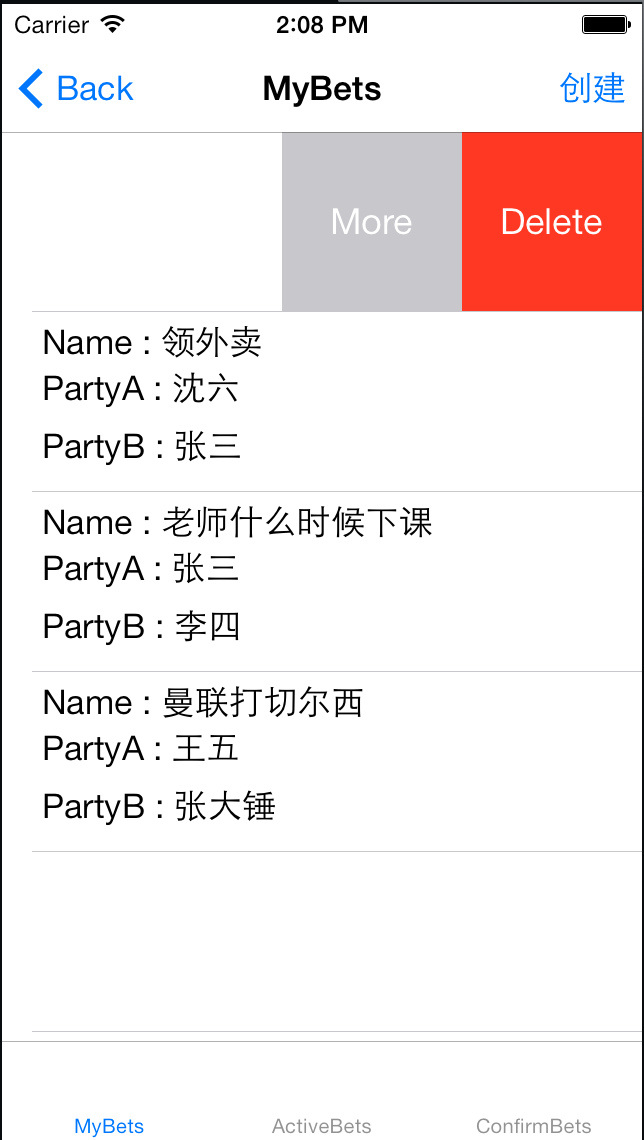 Carrier 2:08 PM
Back MyBets 创建
More Delete
Name : 领外卖
PartyA : 沈六
PartyB : 张三
Name : 老师什么时候下课
PartyA : 张三
PartyB : 李四
Name : 曼联打切尔西
PartyA : 王五
PartyB : 张大锤
MyBets ActiveBets ConfirmBets